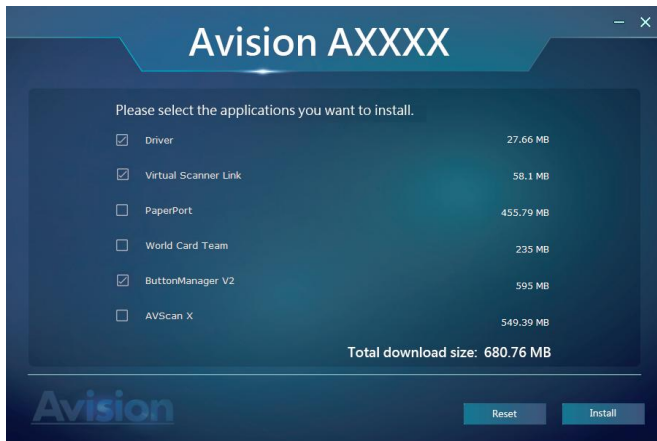 Avision AXXXX
Please select the applications you want to install.
Driver 27.66 MB
Virtual Scanner Link 58.1 MB
PaperPort 455.79 MB
World Card Team 235 MB
ButtonManager V2 595 MB
AVScan X 549.39 MB
Total download size: 680.76 MB
Avision
Reset Install